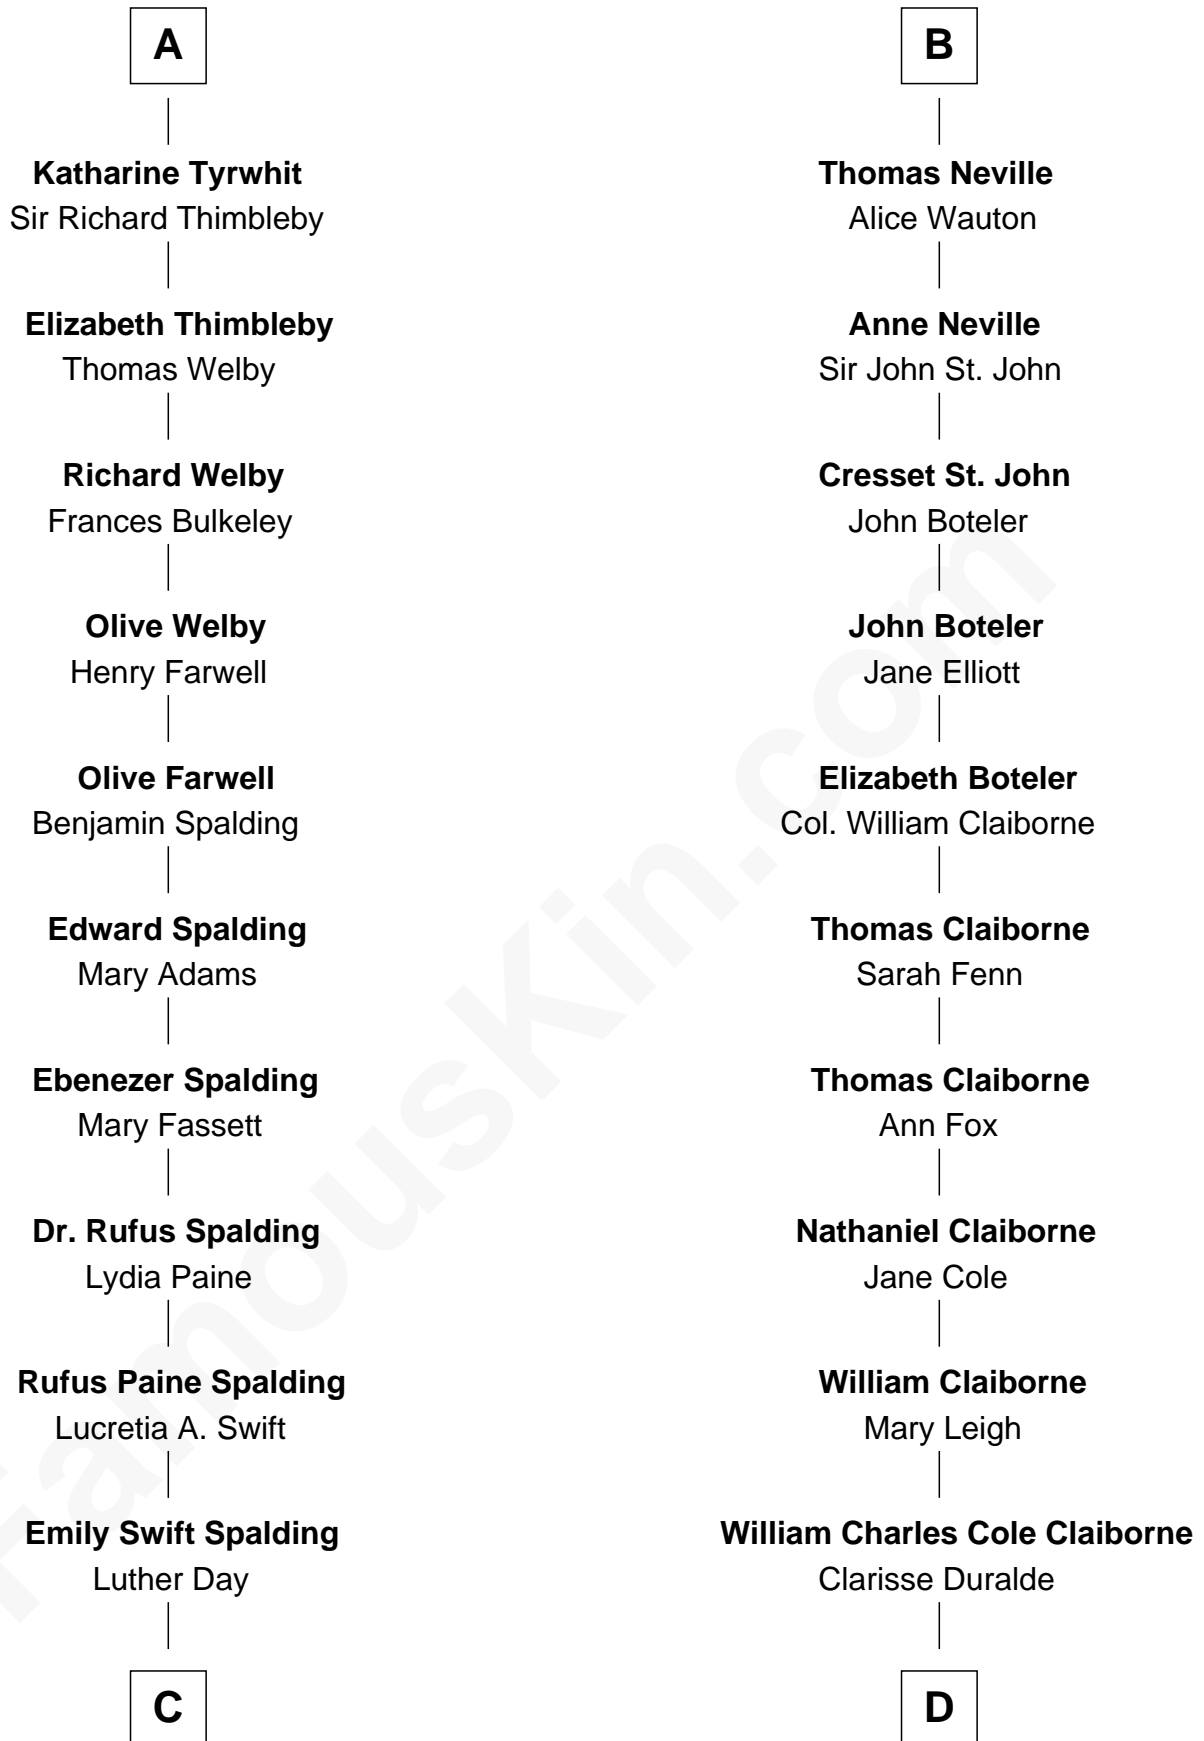 A
Katharine Tyrwhit
Sir Richard Thimbleby
Elizabeth Thimbleby
Thomas Welby
Richard Welby
Frances Bulkeley
Olive Welby
Henry Farwell
Olive Farwell
Benjamin Spalding
Edward Spalding
Mary Adams
Ebenezer Spalding
Mary Fassett
Dr. Rufus Spalding
Lydia Paine
Rufus Paine Spalding
Lucretia A. Swift
Emily Swift Spalding
Luther Day
C
B
Thomas Neville
Alice Wauton
Anne Neville
Sir John St. John
Cresset St. John
John Boteler
John Boteler
Jane Elliott
Elizabeth Boteler
Col. William Claiborne
Thomas Claiborne
Sarah Fenn
Thomas Claiborne
Ann Fox
Nathaniel Claiborne
Jane Cole
William Claiborne
Mary Leigh
William Charles Cole Claiborne
Clarisse Duralde
D
FamousKin.com